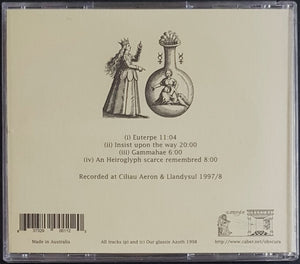 (i) Euterpe 11:04
(ii) Insist upon the way 20:00
(iii) Gammahae 6:00
(iv) An Heiroglyph scarce remembred 8:00
Recorded at Ciliau Aeron & Llandysul 1997/8
Made in Australia
All tracks (p) and (c) Our glassie Azoth 1998
http://www.caber.net/obscura